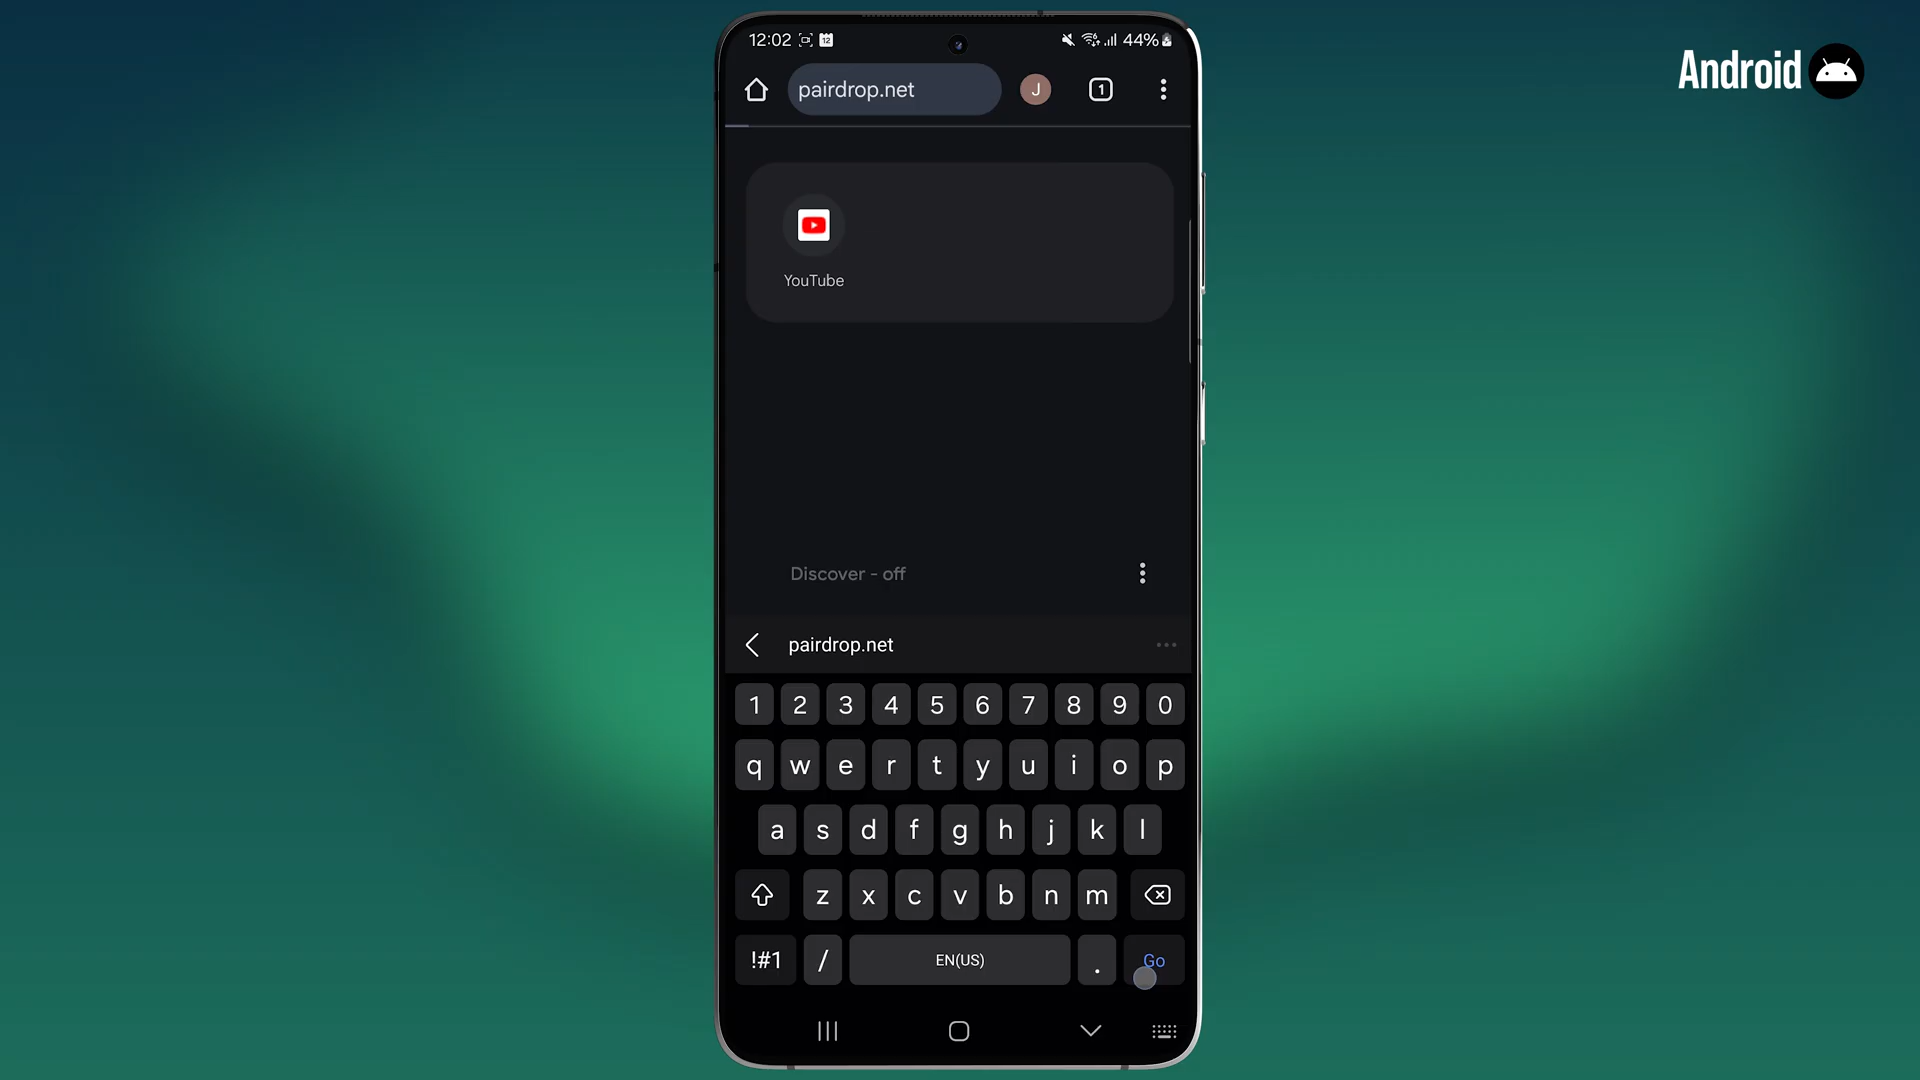 Android
12:02
12
44%
pairdrop.net
J
1
YouTube
Discover - off
pairdrop.net
1 2 3 4 5 6 7 8 9 0
q w e r t y u i o p
a s d f g h j k l
z x c v b n m
!#1 / EN(US) . Go